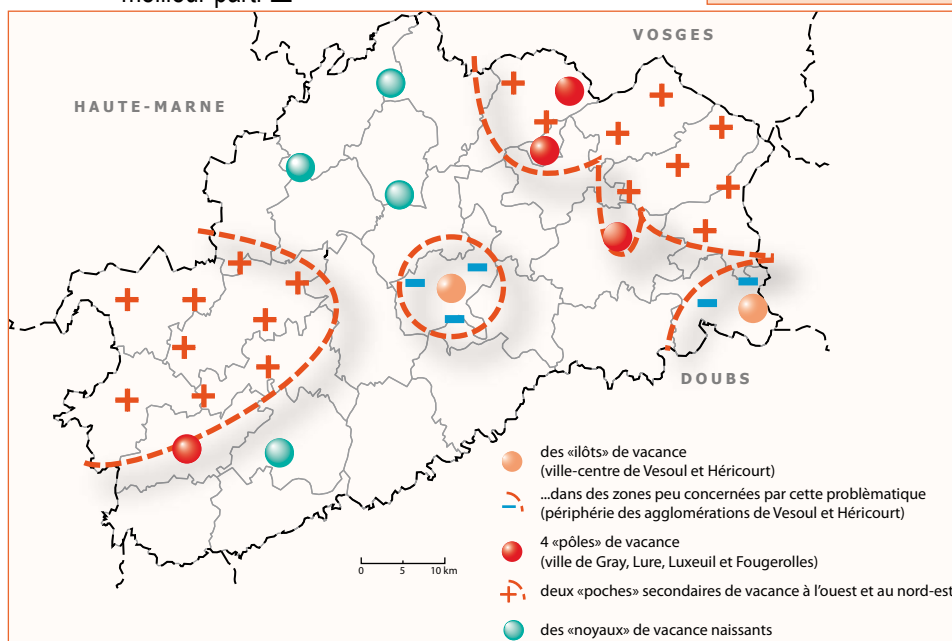 meilleur parti
VOSGES
HAUTE-MARNE
DOUBS
des «ilôts» de vacance
(ville-centre de Vesoul et Héricourt)
...dans des zones peu concernées par cette problèmatique
(périphérie des agglomérations de Vesoul et Héricourt)
4 «pôles» de vacance
(ville de Gray, Lure, Luxeuil et Fougerolles)
0 5 10 km
deux «poches» secondaires de vacance à l'ouest et au nord-est
des «noyaux» de vacance naissants